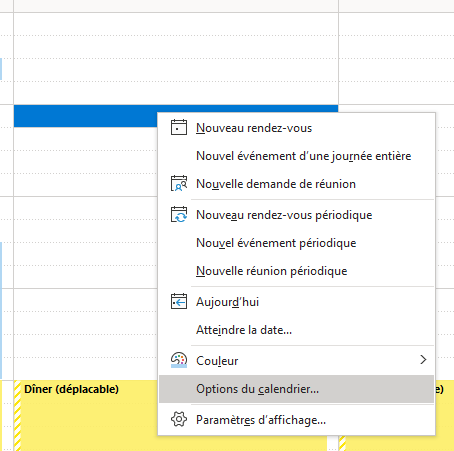 Nouveau rendez-vous
Nouvel événement d'une journée entière
Nouvelle demande de réunion
Nouveau rendez-vous périodique
Nouvel événement périodique
Nouvelle réunion périodique
Aujourd'hui
Atteindre la date...
Couleur
Dîner (déplacable)
Options du calendrier...
e)
Paramètres d'affichage...